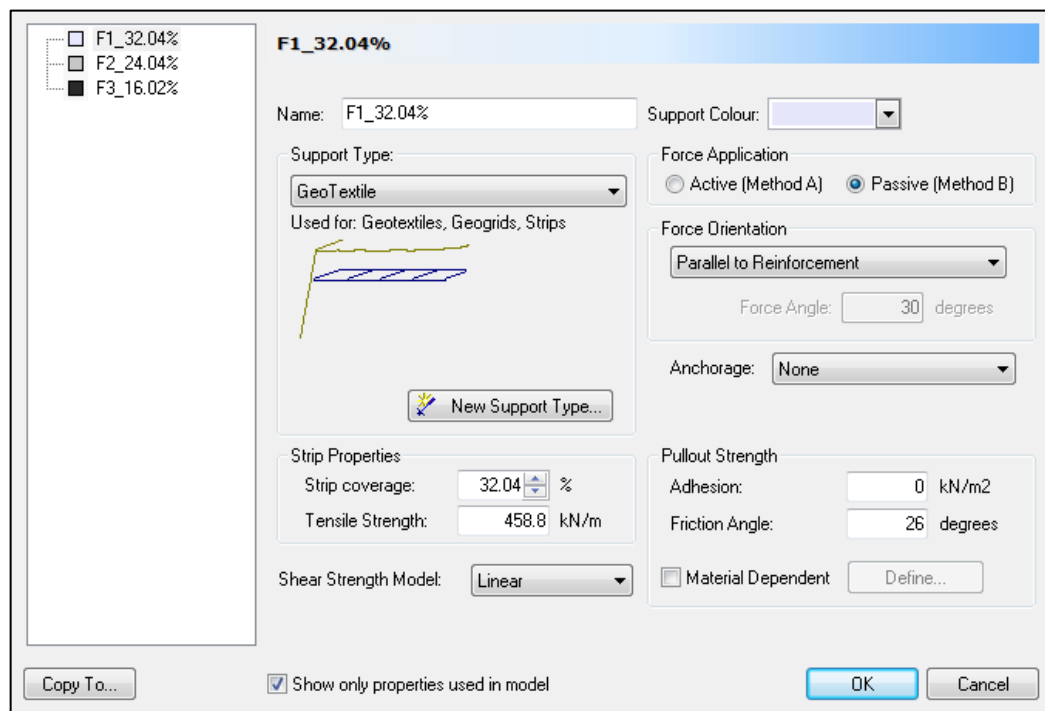 F1_32.04%
F2_24.04%
F3_16.02%
F1_32.04%
Name: F1_32.04%
Support Colour:
Support Type:
GeoTextile
Used for: Geotextiles, Geogrids, Strips
New Support Type...
Force Application
Active (Method A) Passive (Method B)
Force Orientation
Parallel to Reinforcement
Force Angle: 30 degrees
Anchorage: None
Strip Properties
Strip coverage: 32.04 %
Tensile Strength: 458.8 kN/m
Shear Strength Model: Linear
Pullout Strength
Adhesion: 0 kN/m2
Friction Angle: 26 degrees
Material Dependent Define...
Copy To... Show only properties used in model OK Cancel